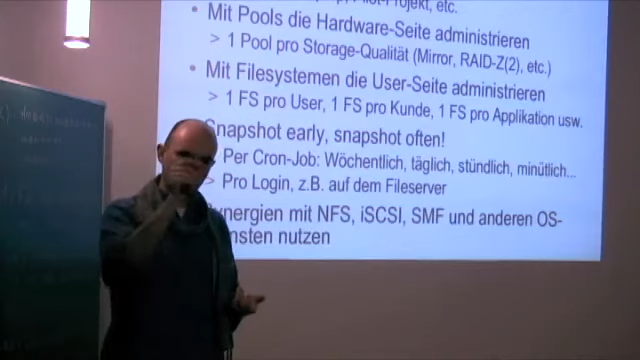 Pilot-Projekt, etc.
• Mit Pools die Hardware-Seite administrieren
> 1 Pool pro Storage-Qualität (Mirror, RAID-Z(2), etc.)
• Mit Filesystemen die User-Seite administrieren
> 1 FS pro User, 1 FS pro Kunde, 1 FS pro Applikation usw.
Snapshot early, snapshot often!
Per Cron-Job: Wöchentlich, täglich, stündlich, minütlich...
> Pro Login, z.B. auf dem Fileserver
Synergien mit NFS, iSCSI, SMF und anderen OS-
nsten nutzen